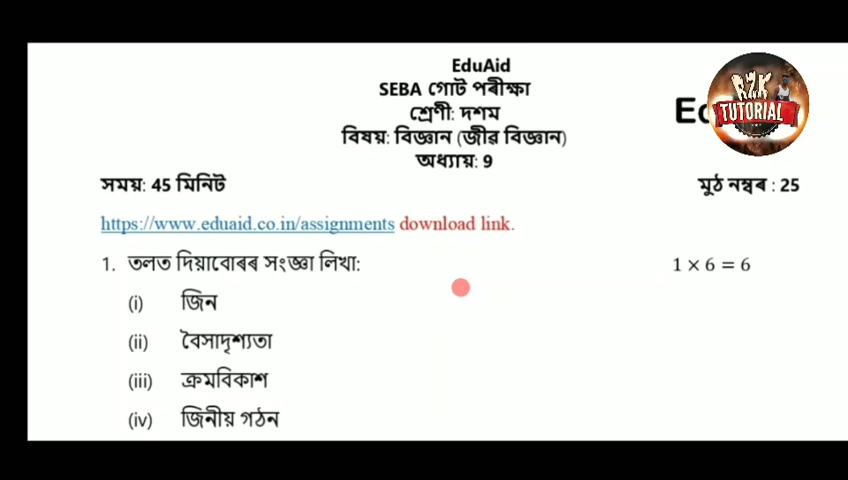 EduAid
SEBA গোট পৰীক্ষা
শ্ৰেণী: দশম
বিষয়: বিজ্ঞান (জীৱ বিজ্ঞান)
অধ্যায়: 9
RZK
TUTORIAL
সময়: 45 মিনিট
মুঠ নম্বৰ : 25
https://www.eduaid.co.in/assignments download link.
1. তলত দিয়াবোৰৰ সংজ্ঞা লিখা: 1 × 6 = 6
(i) জিন
(ii) বৈসাদৃশ্যতা
(iii) ক্ৰমবিকাশ
(iv) জিনীয় গঠন